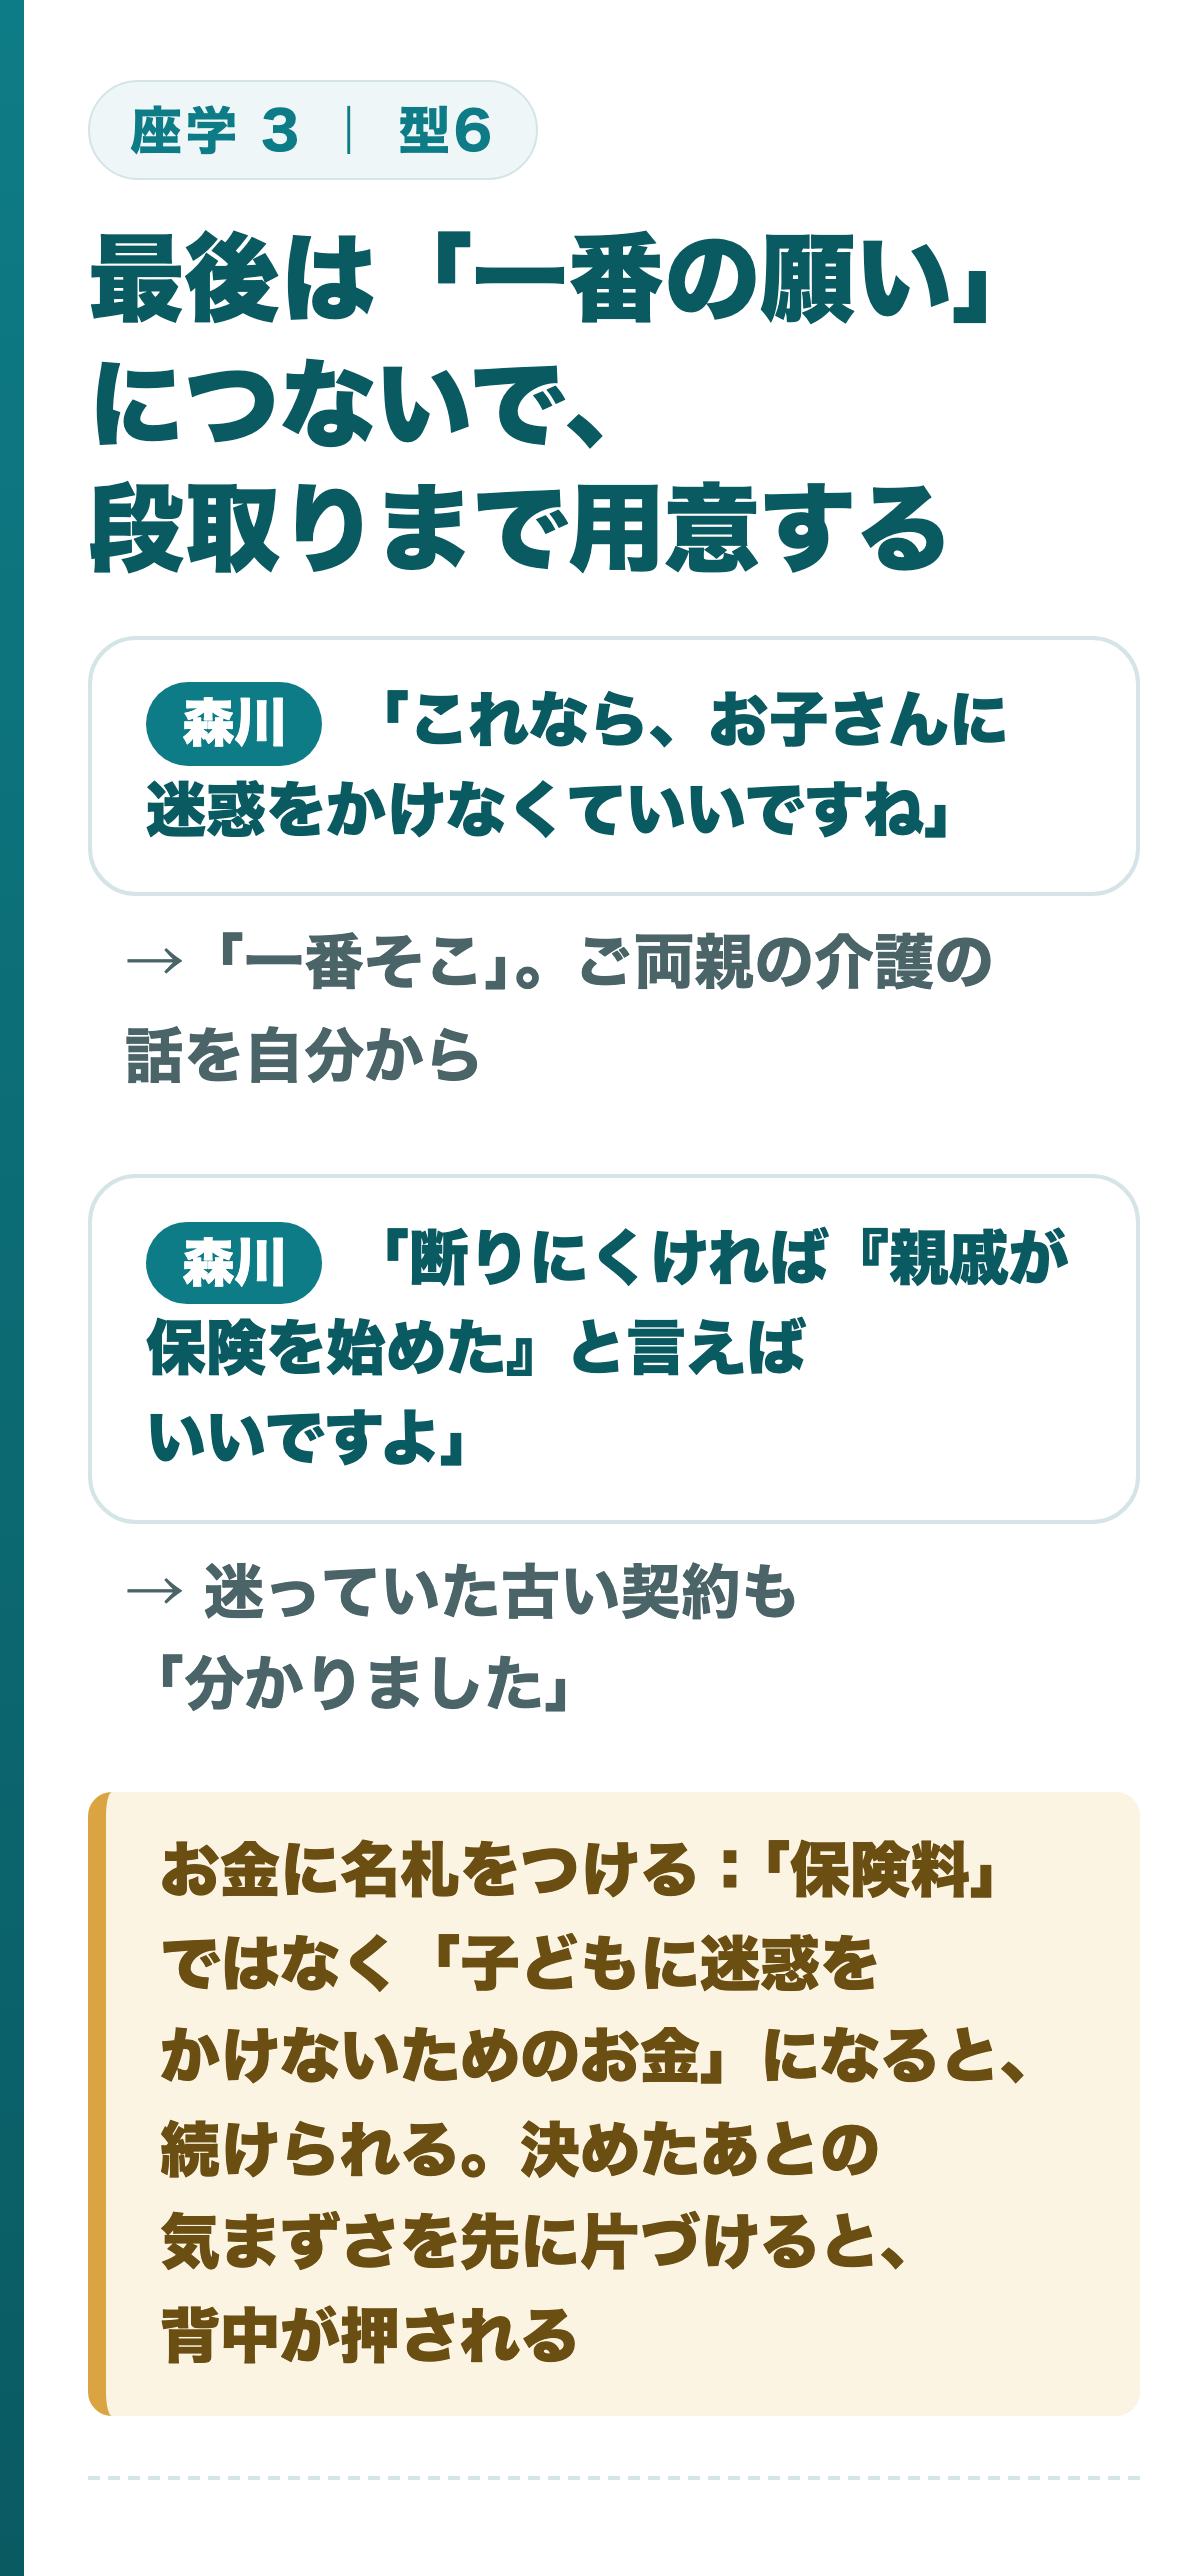 座学 3 ｜ 型6
最後は「一番の願い」
につないで、
段取りまで用意する
森川 「これなら、お子さんに
迷惑をかけなくていいですね」
→「一番そこ」。ご両親の介護の
話を自分から
森川 「断りにくければ『親戚が
保険を始めた』と言えば
いいですよ」
→ 迷っていた古い契約も
「分かりました」
お金に名札をつける：「保険料」
ではなく「子どもに迷惑を
かけないためのお金」になると、
続けられる。決めたあとの
気まずさを先に片づけると、
背中が押される